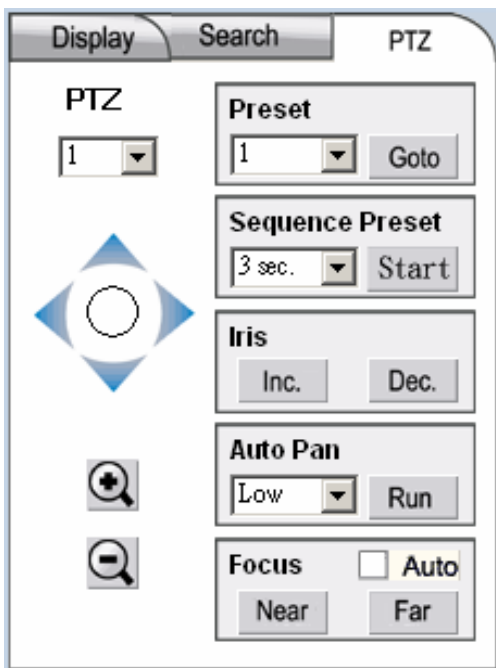 Display
Search
PTZ
PTZ
1
Preset
1
Goto
Sequence Preset
3 sec.
Start
Iris
Inc.
Dec.
Auto Pan
Low
Run
Focus
Auto
Near
Far